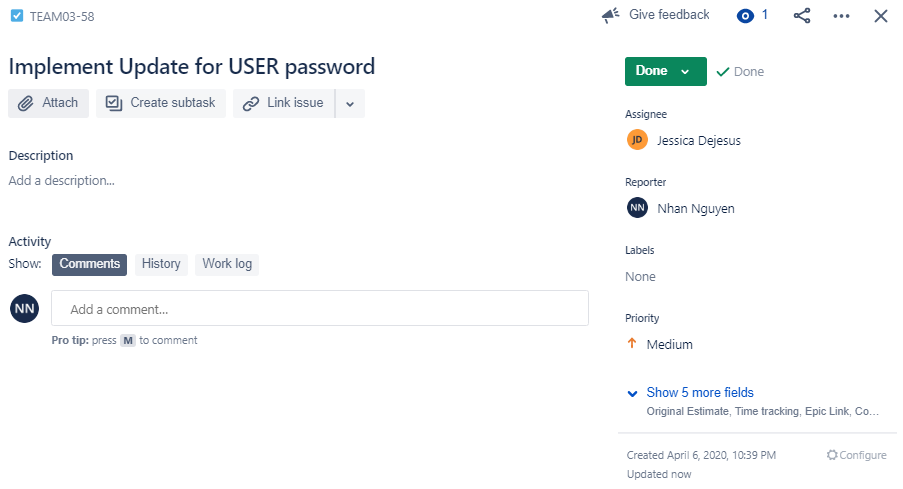 TEAM03-58
Give feedback
1
Implement Update for USER password
Attach
Create subtask
Link issue
Description
Add a description...
Activity
Show:
Comments
History
Work log
NN
Add a comment...
Pro tip: press M to comment
Done
Done
Assignee
JD
Jessica Dejesus
Reporter
NN
Nhan Nguyen
Labels
None
Priority
Medium
Show 5 more fields
Original Estimate, Time tracking, Epic Link, Co...
Created April 6, 2020, 10:39 PM
Configure
Updated now